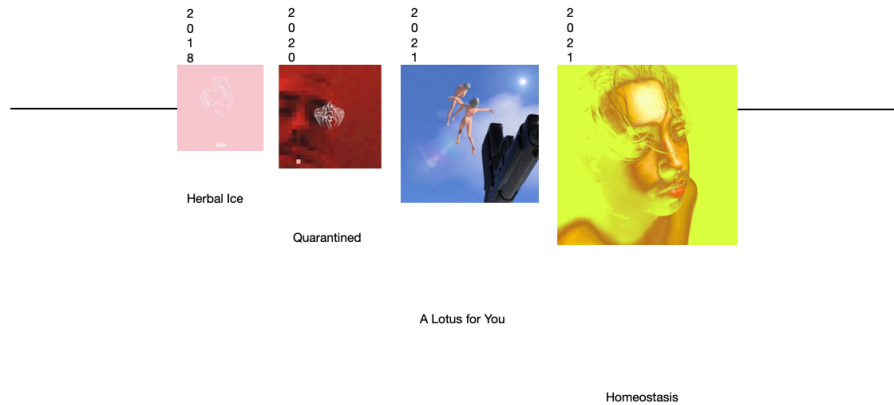 2018
2020
2021
2021
Herbal Ice
Quarantined
A Lotus for You
Homeostasis